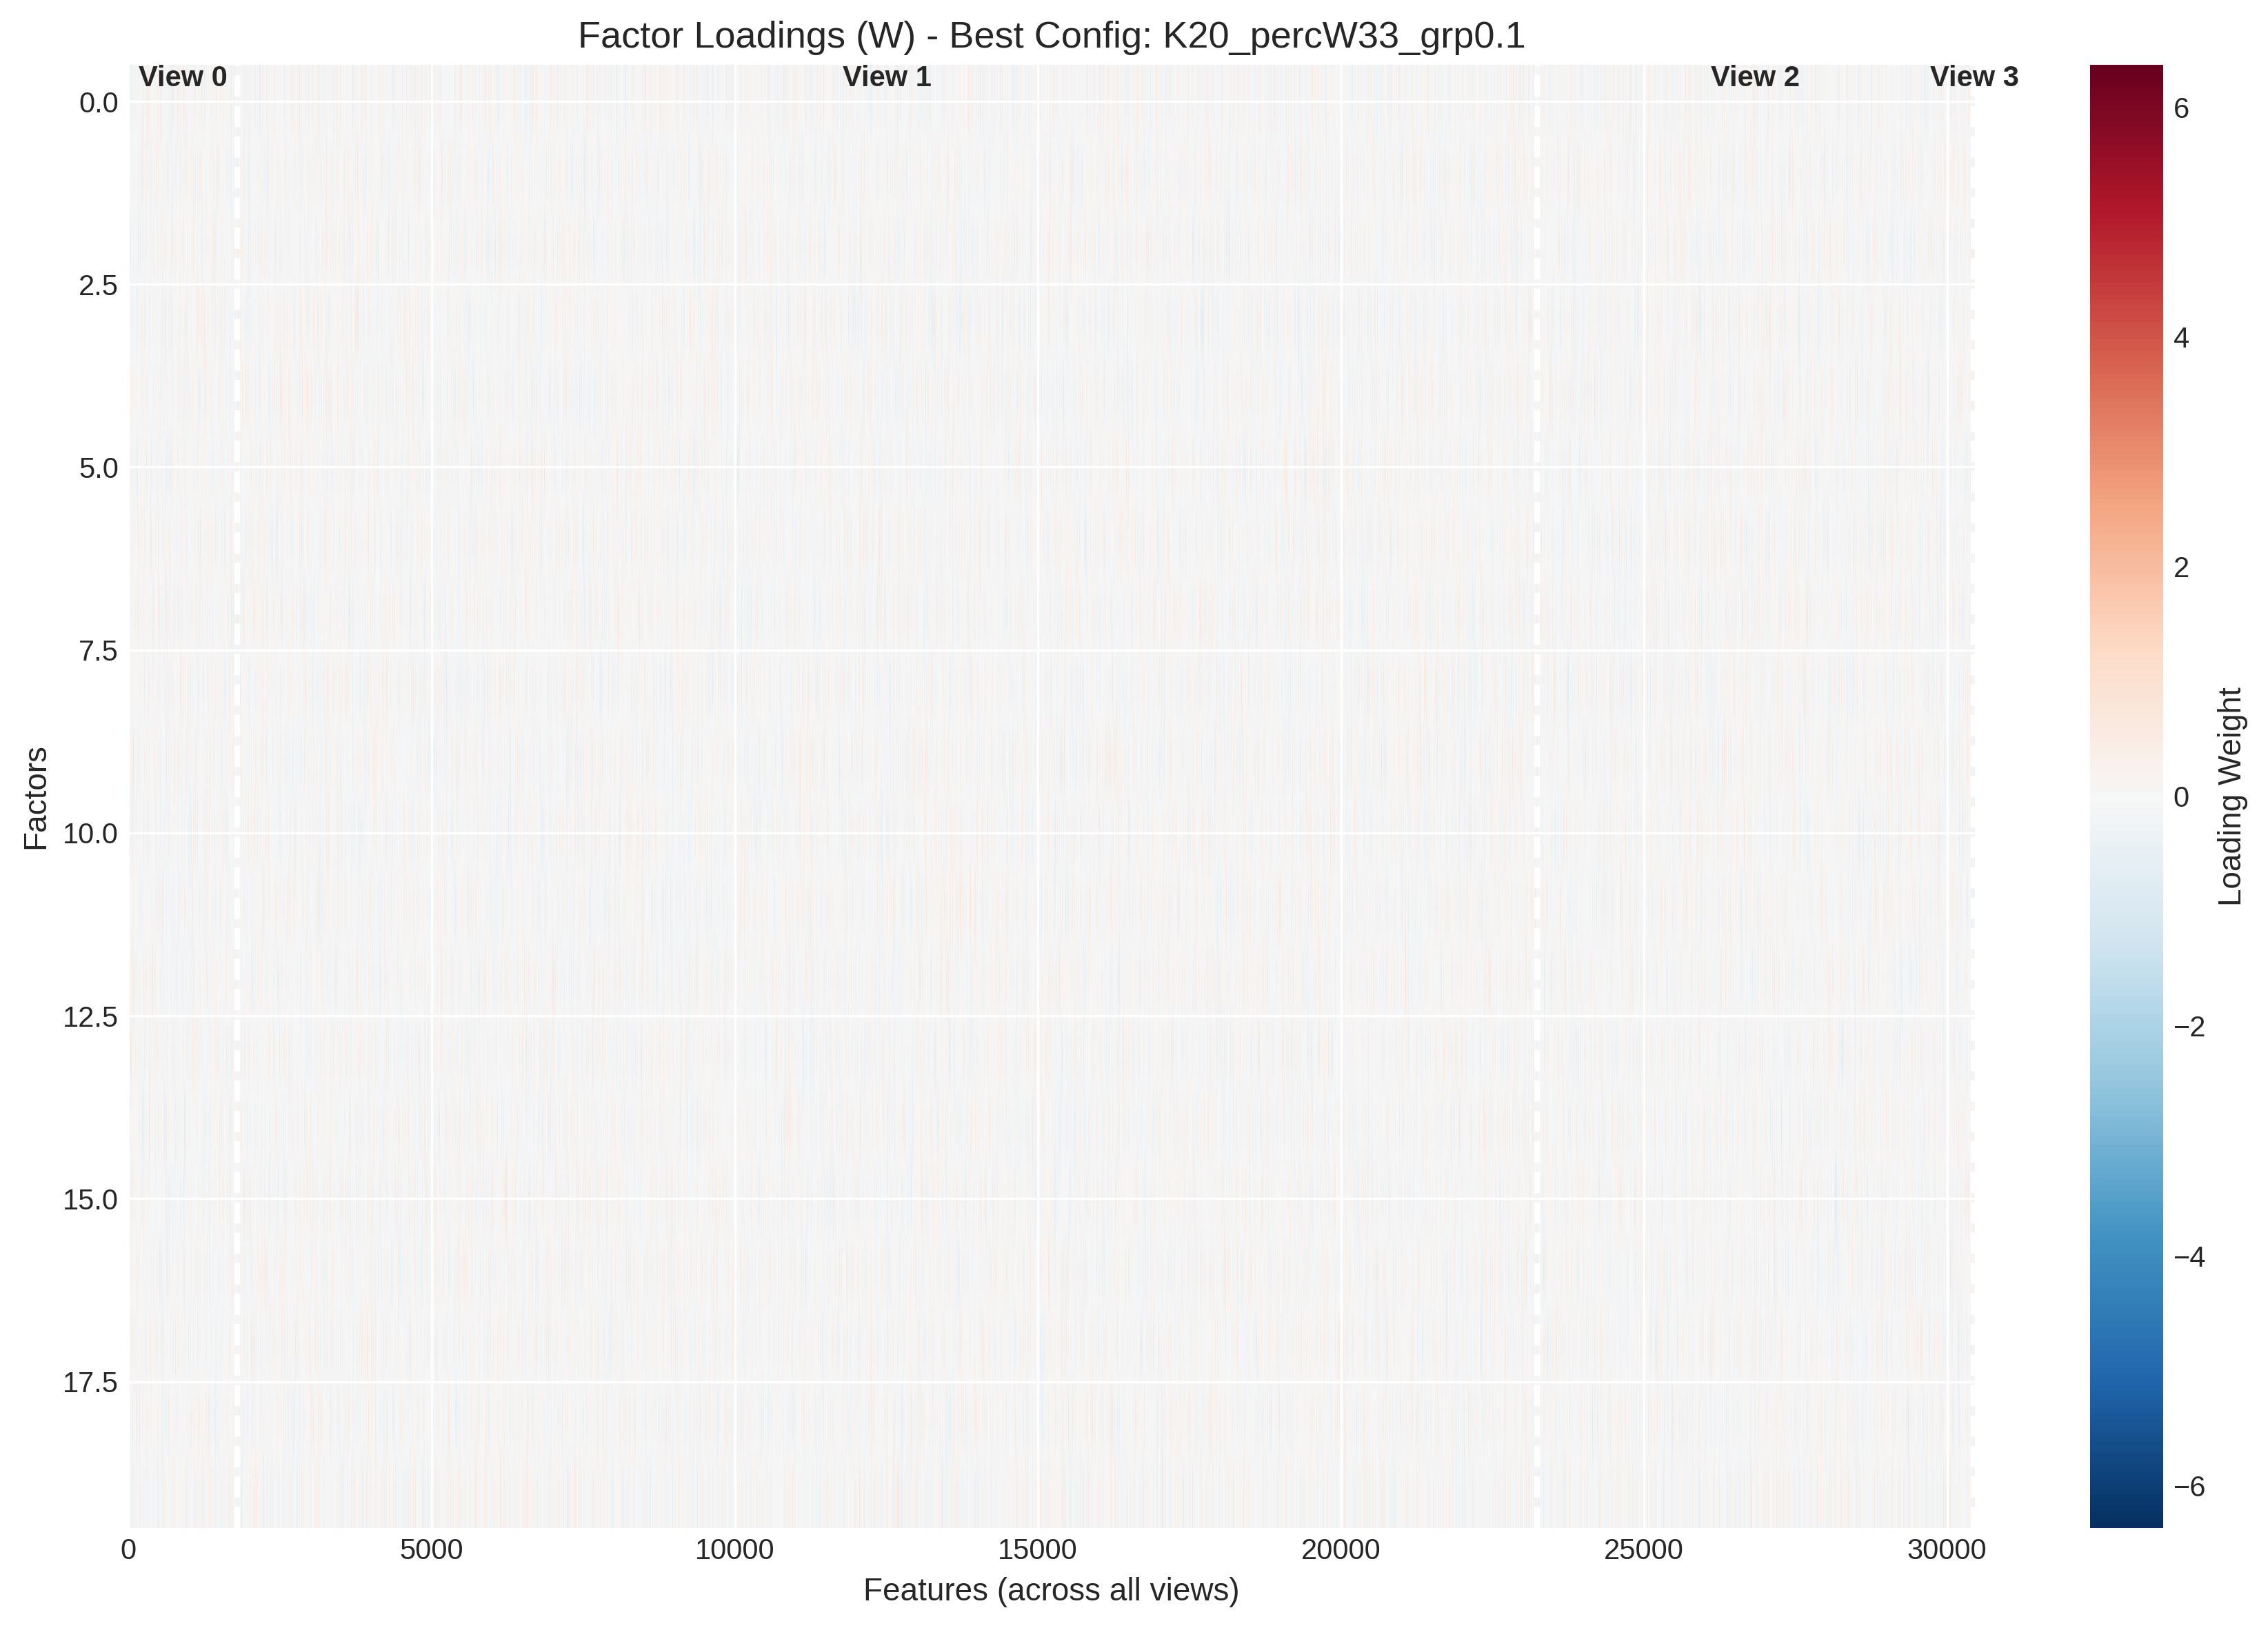 Factor Loadings (W) - Best Config: K20_percW33_grp0.1
View 0
View 1
View 2
View 3
0.0
2.5
5.0
7.5
10.0
12.5
15.0
17.5
Factors
0
5000
10000
15000
20000
25000
30000
Features (across all views)
6
4
2
0
−2
−4
−6
Loading Weight